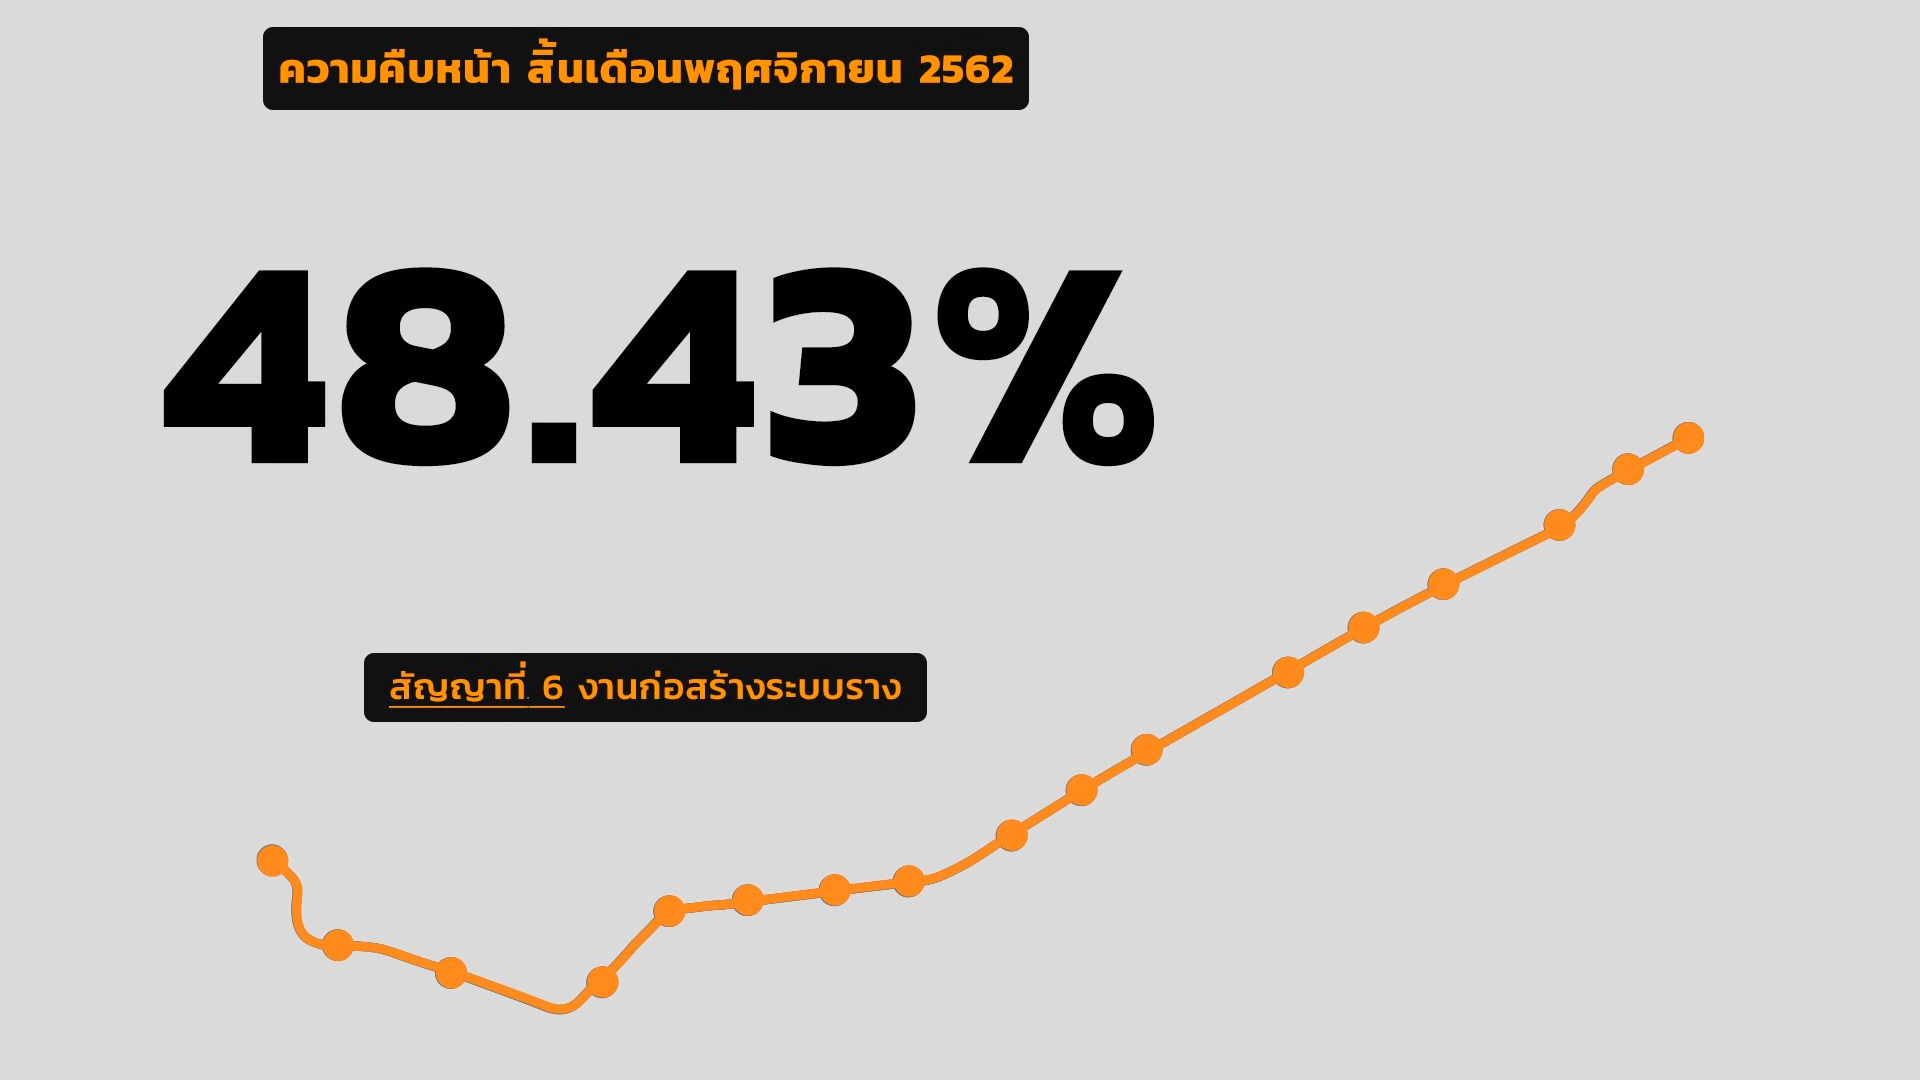 ความคืบหน้า สิ้นเดือนพฤศจิกายน 2562
48.43%
สัญญาที่ 6 งานก่อสร้างระบบราง